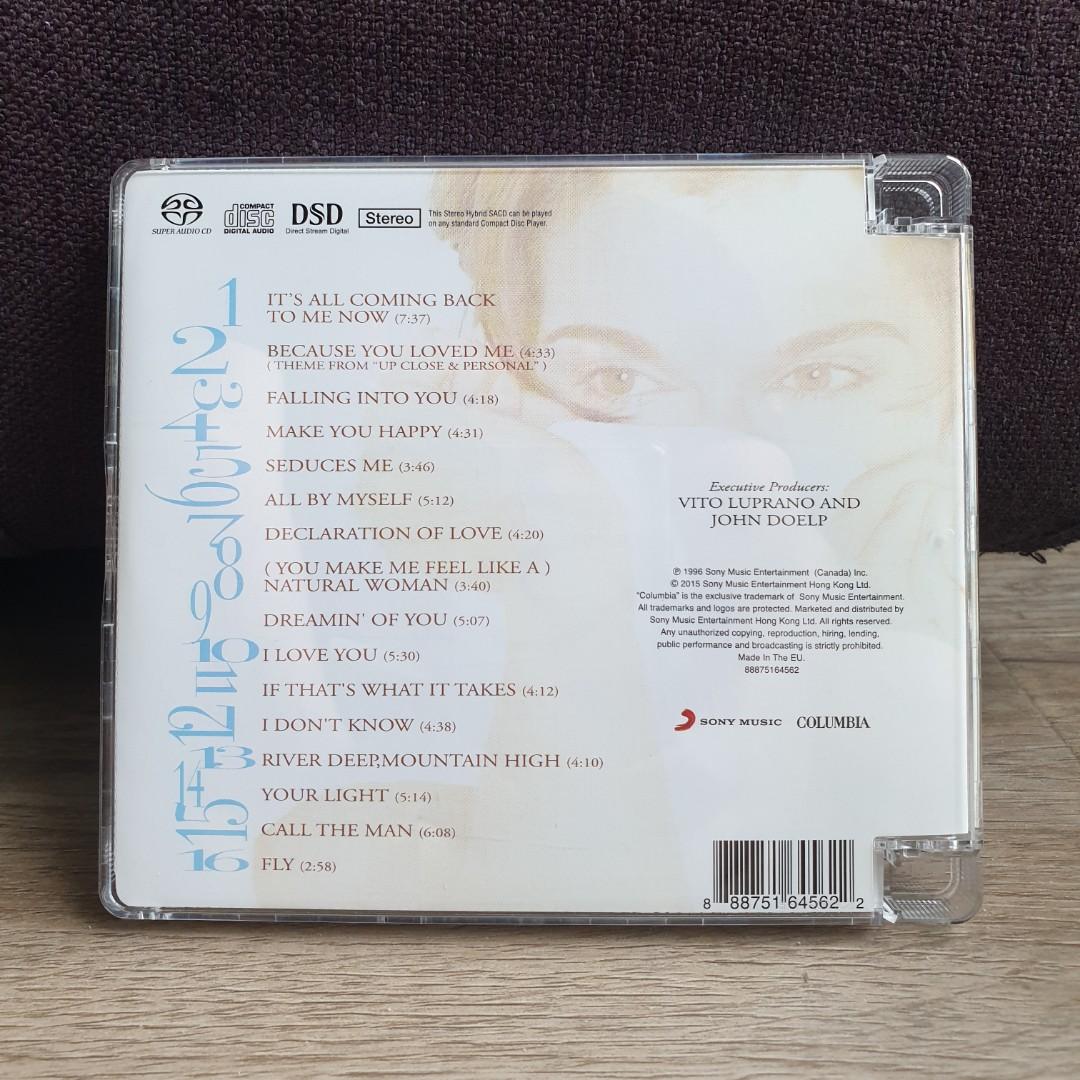 SUPER AUDIO CD
COMPACT
disc
DIGITAL AUDIO
DSD
Direct Stream Digital
Stereo
This Stereo Hybrid SACD can be played
on any standard Compact Disc Player.
1 IT'S ALL COMING BACK
TO ME NOW (7:37)
2 BECAUSE YOU LOVED ME (4:33)
( THEME FROM "UP CLOSE & PERSONAL" )
3 FALLING INTO YOU (4:18)
4 MAKE YOU HAPPY (4:31)
5 SEDUCES ME (3:46)
6 ALL BY MYSELF (5:12)
7 DECLARATION OF LOVE (4:20)
8 ( YOU MAKE ME FEEL LIKE A )
NATURAL WOMAN (3:40)
9 DREAMIN' OF YOU (5:07)
10 I LOVE YOU (5:30)
11 IF THAT'S WHAT IT TAKES (4:12)
12 I DON'T KNOW (4:38)
13 RIVER DEEP,MOUNTAIN HIGH (4:10)
14 YOUR LIGHT (5:14)
15 CALL THE MAN (6:08)
16 FLY (2:58)
Executive Producers:
VITO LUPRANO AND
JOHN DOELP
℗ 1996 Sony Music Entertainment (Canada) Inc.
© 2015 Sony Music Entertainment Hong Kong Ltd.
"Columbia" is the exclusive trademark of Sony Music Entertainment.
All trademarks and logos are protected. Marketed and distributed by
Sony Music Entertainment Hong Kong Ltd. All rights reserved.
Any unauthorized copying, reproduction, hiring, lending,
public performance and broadcasting is strictly prohibited.
Made In The EU.
88875164562
SONY MUSIC COLUMBIA
8 88751 64562 2